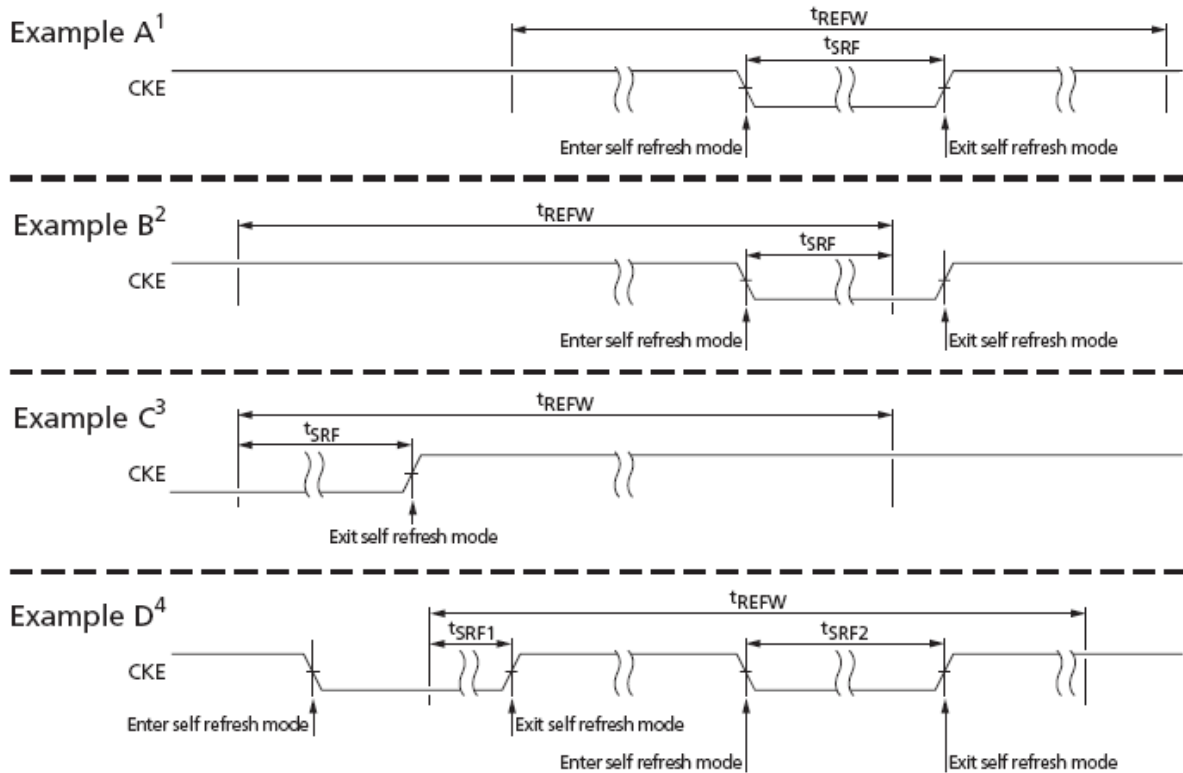 Example A¹
tREFW
tSRF
CKE
Enter self refresh mode
Exit self refresh mode
Example B²
tREFW
tSRF
CKE
Enter self refresh mode
Exit self refresh mode
Example C³
tREFW
tSRF
CKE
Exit self refresh mode
Example D⁴
tREFW
tSRF1
tSRF2
CKE
Enter self refresh mode
Exit self refresh mode
Enter self refresh mode
Exit self refresh mode